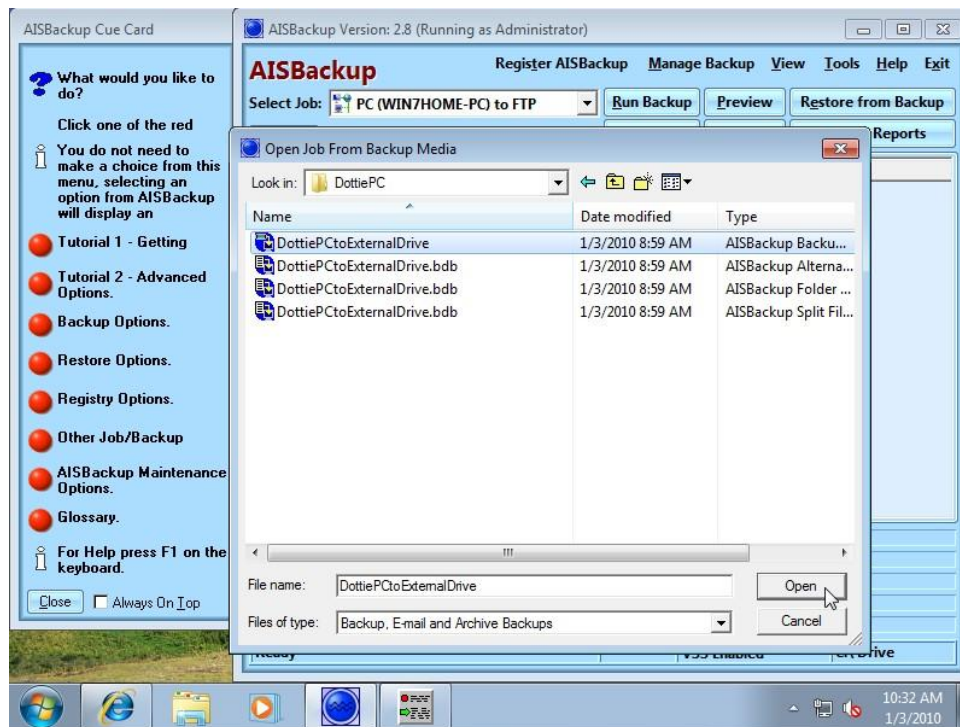 AISBackup Cue Card
What would you like to
do?
Click one of the red
You do not need to
make a choice from this
menu, selecting an
option from AISBackup
will display an
Tutorial 1 - Getting
Tutorial 2 - Advanced
Options.
Backup Options.
Restore Options.
Registry Options.
Other Job/Backup
AISBackup Maintenance
Options.
Glossary.
For Help press F1 on the
keyboard.
Close Always On Top
AISBackup Version: 2.8 (Running as Administrator)
AISBackup
Register AISBackup Manage Backup View Tools Help Exit
Select Job: PC (WIN7HOME-PC) to FTP Run Backup Preview Restore from Backup
Reports
Open Job From Backup Media
Look in: DottiePC
Name Date modified Type
DottiePCtoExternalDrive 1/3/2010 8:59 AM AISBackup Backu...
DottiePCtoExternalDrive.bdb 1/3/2010 8:59 AM AISBackup Alterna...
DottiePCtoExternalDrive.bdb 1/3/2010 8:59 AM AISBackup Folder ...
DottiePCtoExternalDrive.bdb 1/3/2010 8:59 AM AISBackup Split Fil...
File name: DottiePCtoExternalDrive Open
Files of type: Backup, E-mail and Archive Backups Cancel
10:32 AM
1/3/2010